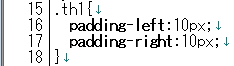 15 .th1{↓
16   padding-left:10px;↓
17   padding-right:10px;↓
18 }↓